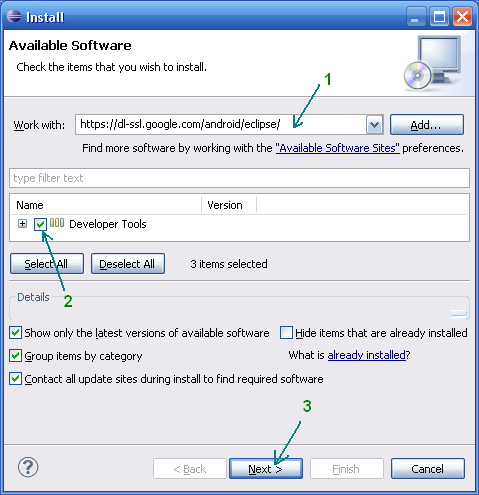 Install
Available Software
Check the items that you wish to install.
1
Work with: https://dl-ssl.google.com/android/eclipse/ Add...
Find more software by working with the "Available Software Sites" preferences.
type filter text
Name Version
Developer Tools
Select All Deselect All 3 items selected
2
Details
Show only the latest versions of available software Hide items that are already installed
Group items by category What is already installed?
Contact all update sites during install to find required software
3
? < Back Next > Finish Cancel